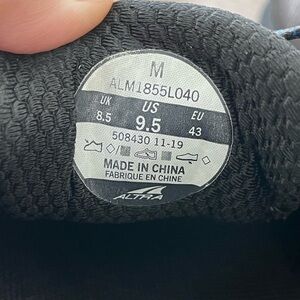 M
ALM1855L040
UK US EU
8.5 9.5 43
508430 11-19
MADE IN CHINA
FABRIQUE EN CHINE
ALTRA